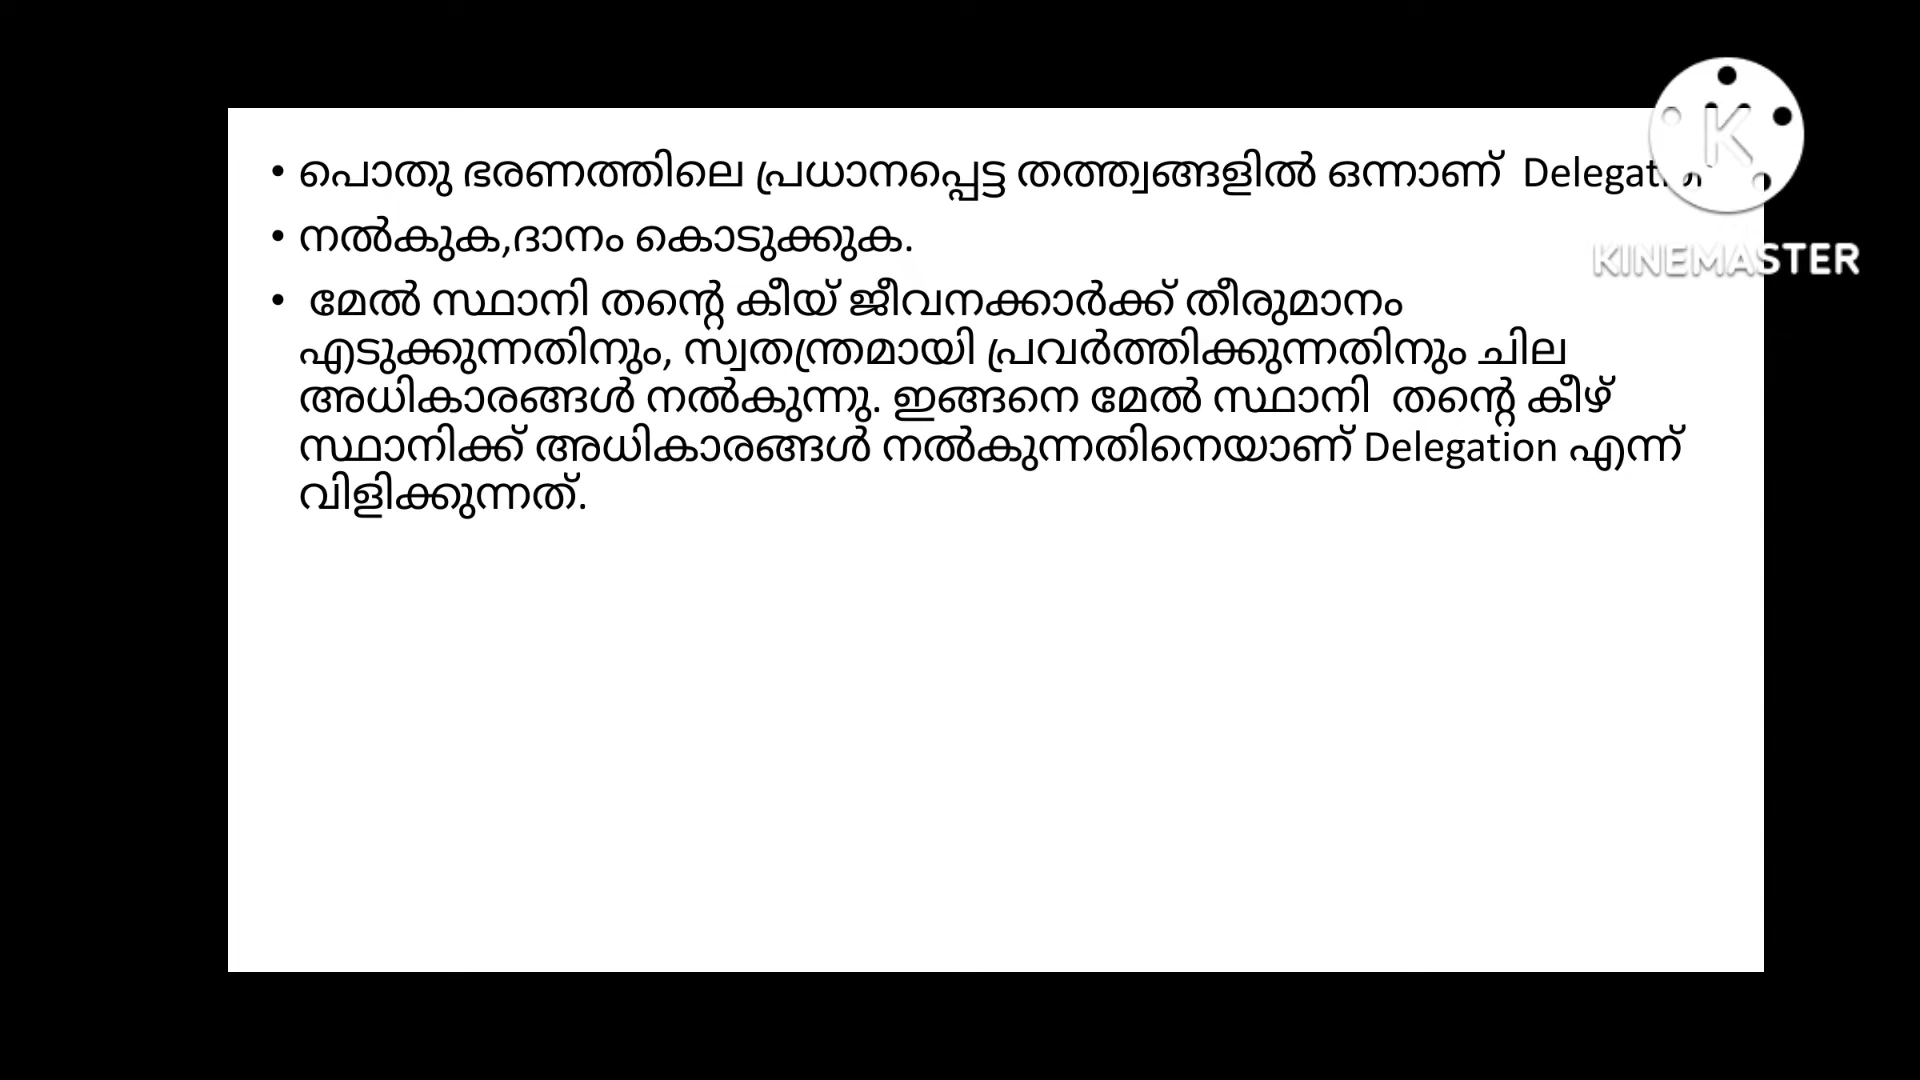 • പൊതു ഭരണത്തിലെ പ്രധാനപ്പെട്ട തത്ത്വങ്ങളിൽ ഒന്നാണ് Delegation
• നൽകുക,ദാനം കൊടുക്കുക.
• മേൽ സ്ഥാനി തന്റെ കീയ് ജീവനക്കാർക്ക് തീരുമാനം
എടുക്കുന്നതിനും, സ്വതന്ത്രമായി പ്രവർത്തിക്കുന്നതിനും ചില
അധികാരങ്ങൾ നൽകുന്നു. ഇങ്ങനെ മേൽ സ്ഥാനി തന്റെ കീഴ്
സ്ഥാനിക്ക് അധികാരങ്ങൾ നൽകുന്നതിനെയാണ് Delegation എന്ന്
വിളിക്കുന്നത്.
K
KINEMASTER